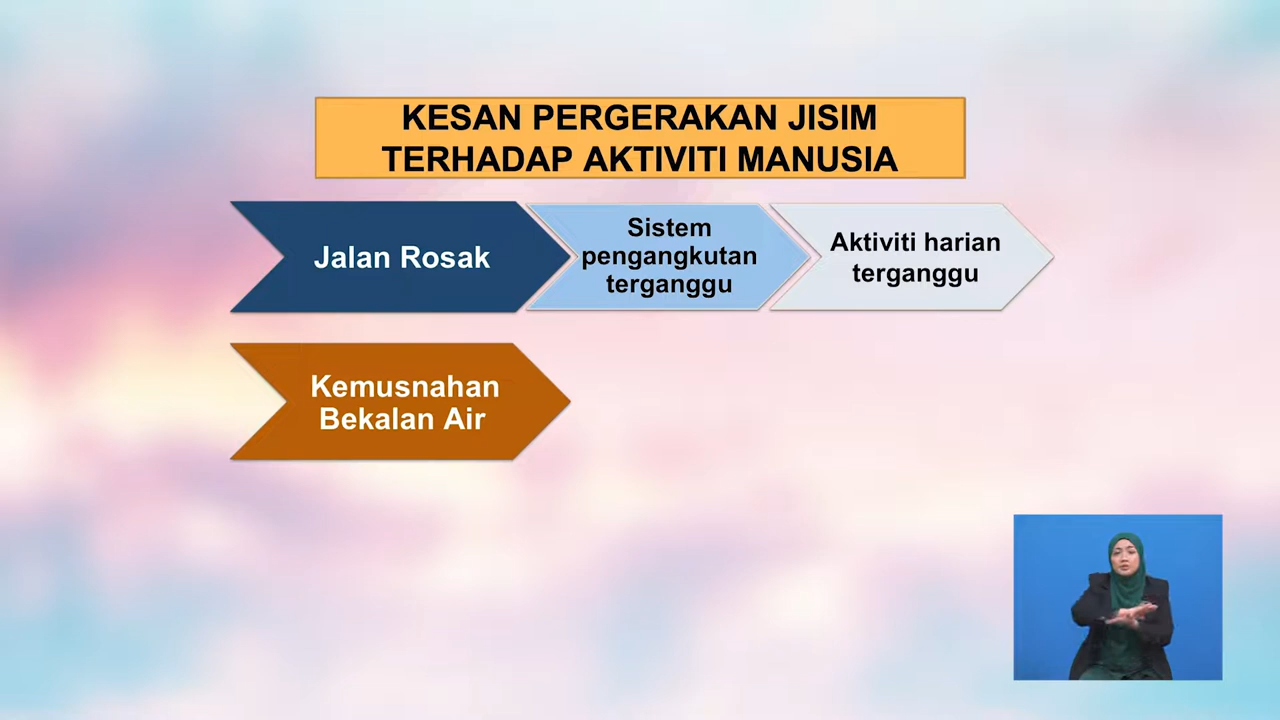 KESAN PERGERAKAN JISIM
TERHADAP AKTIVITI MANUSIA
Jalan Rosak
Sistem
pengangkutan
terganggu
Aktiviti harian
terganggu
Kemusnahan
Bekalan Air